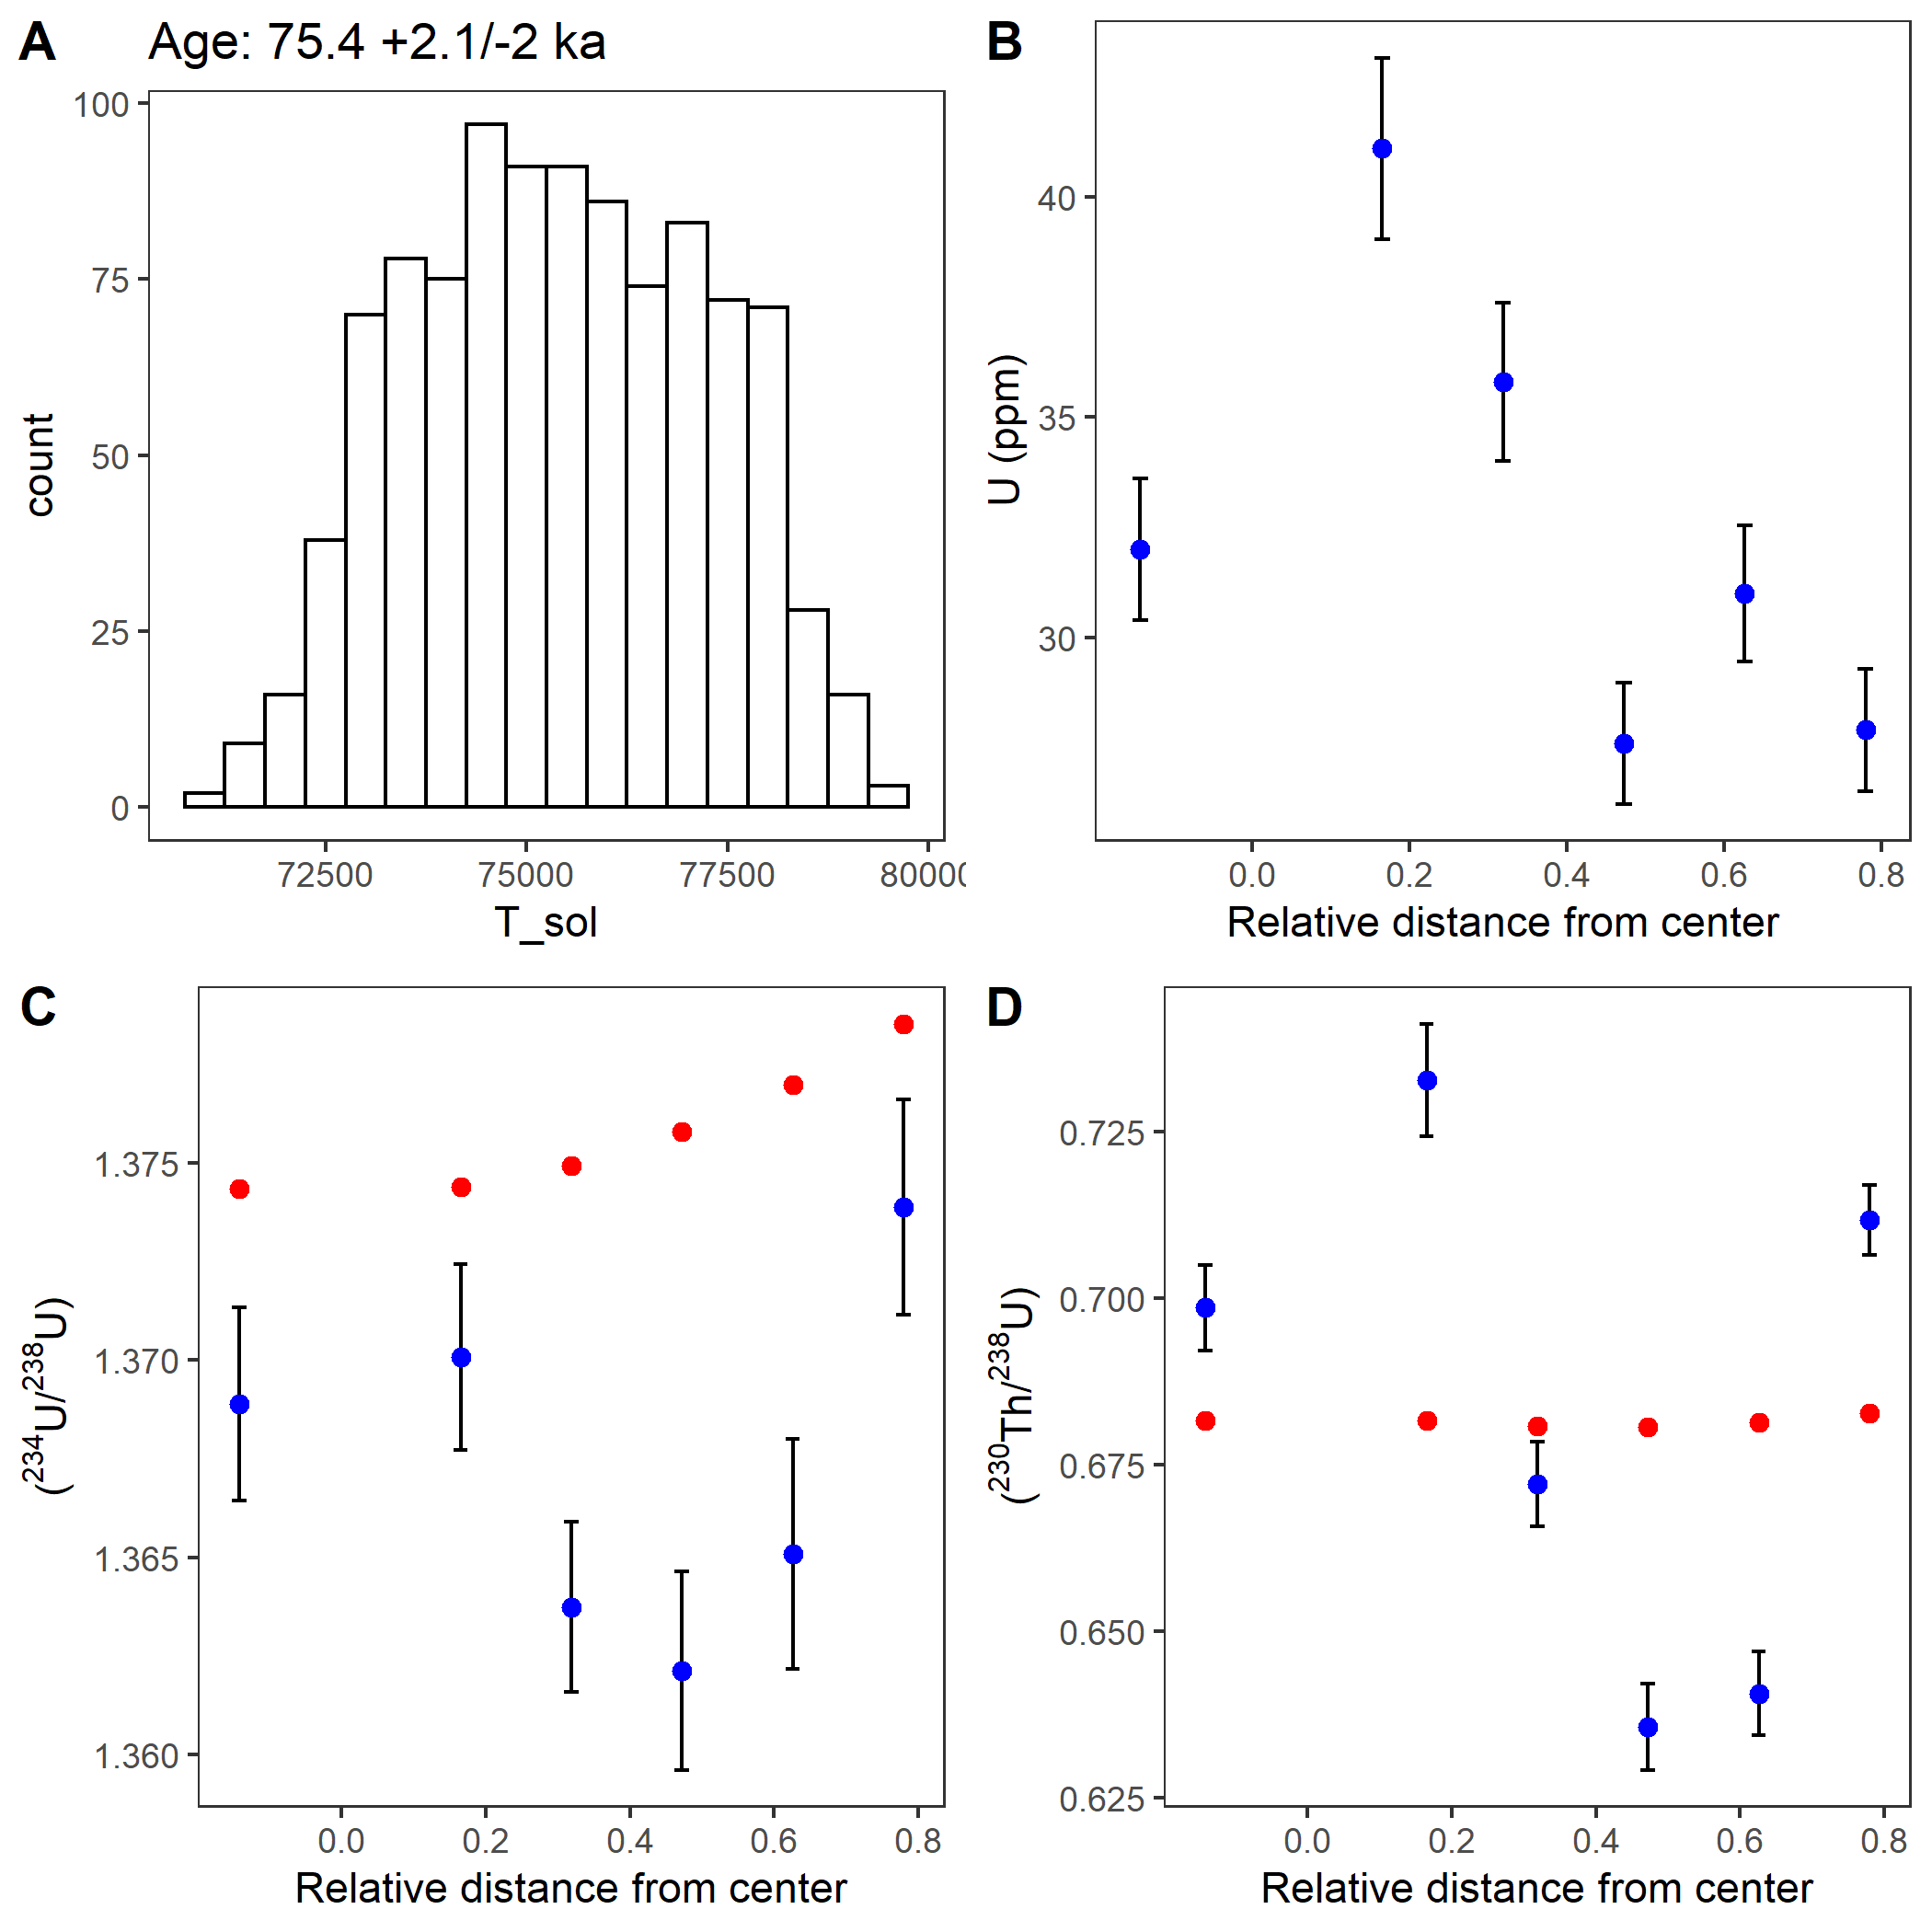 A
Age: 75.4 +2.1/-2 ka
100
75
50
25
0
count
72500 75000 77500 80000
T_sol
B
40
35
30
U (ppm)
0.0 0.2 0.4 0.6 0.8
Relative distance from center
C
1.375
1.370
1.365
1.360
(²³⁴U/²³⁸U)
0.0 0.2 0.4 0.6 0.8
Relative distance from center
D
0.725
0.700
0.675
0.650
0.625
(²³⁰Th/²³⁸U)
0.0 0.2 0.4 0.6 0.8
Relative distance from center